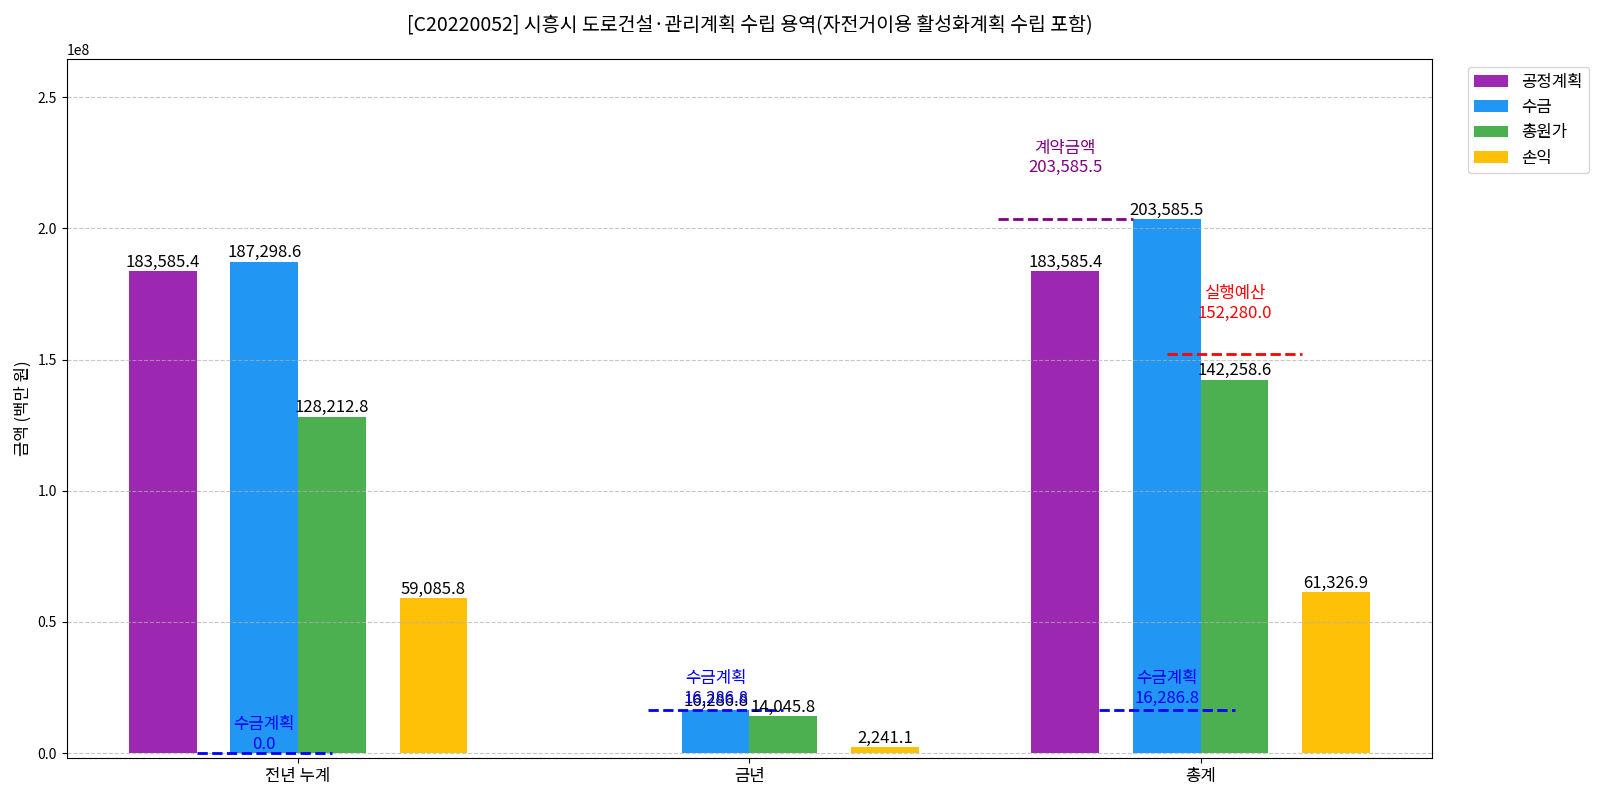 [C20220052] 시흥시 도로건설·관리계획 수립 용역(자전거이용 활성화계획 수립 포함)
1e8
금액 (백만 원)
2.5
2.0
1.5
1.0
0.5
0.0
183,585.4
187,298.6
128,212.8
59,085.8
수금계획
0.0
수금계획
16,286.8
16,286.8
14,045.8
2,241.1
계약금액
203,585.5
203,585.5
183,585.4
실행예산
152,280.0
142,258.6
61,326.9
수금계획
16,286.8
전년 누계
금년
총계
공정계획
수금
총원가
손익